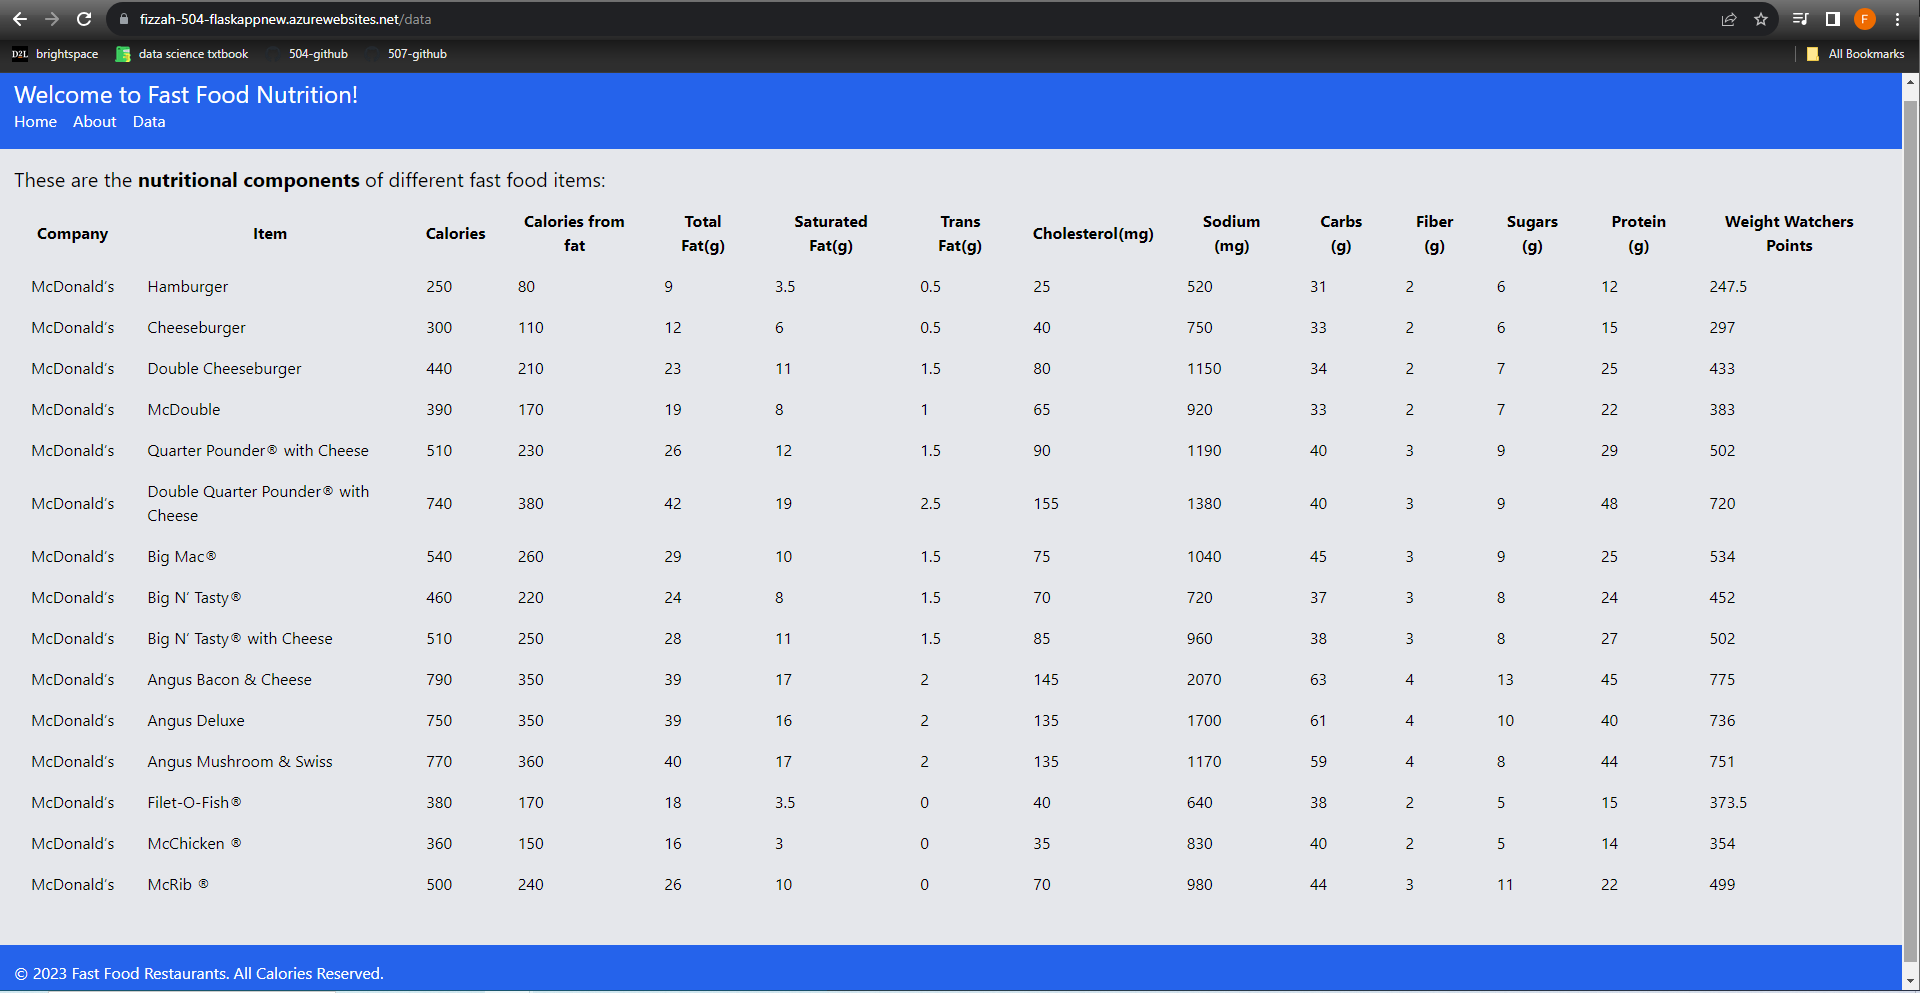 fizzah-504-flaskappnew.azurewebsites.net/data
F
D2L brightspace data science txtbook 504-github 507-github All Bookmarks
Welcome to Fast Food Nutrition!
Home About Data
These are the nutritional components of different fast food items:
Company Item Calories Calories from fat Total Fat(g) Saturated Fat(g) Trans Fat(g) Cholesterol(mg) Sodium (mg) Carbs (g) Fiber (g) Sugars (g) Protein (g) Weight Watchers Points
McDonald's Hamburger 250 80 9 3.5 0.5 25 520 31 2 6 12 247.5
McDonald's Cheeseburger 300 110 12 6 0.5 40 750 33 2 6 15 297
McDonald's Double Cheeseburger 440 210 23 11 1.5 80 1150 34 2 7 25 433
McDonald's McDouble 390 170 19 8 1 65 920 33 2 7 22 383
McDonald's Quarter Pounder® with Cheese 510 230 26 12 1.5 90 1190 40 3 9 29 502
McDonald's Double Quarter Pounder® with Cheese 740 380 42 19 2.5 155 1380 40 3 9 48 720
McDonald's Big Mac® 540 260 29 10 1.5 75 1040 45 3 9 25 534
McDonald's Big N' Tasty® 460 220 24 8 1.5 70 720 37 3 8 24 452
McDonald's Big N' Tasty® with Cheese 510 250 28 11 1.5 85 960 38 3 8 27 502
McDonald's Angus Bacon & Cheese 790 350 39 17 2 145 2070 63 4 13 45 775
McDonald's Angus Deluxe 750 350 39 16 2 135 1700 61 4 10 40 736
McDonald's Angus Mushroom & Swiss 770 360 40 17 2 135 1170 59 4 8 44 751
McDonald's Filet-O-Fish® 380 170 18 3.5 0 40 640 38 2 5 15 373.5
McDonald's McChicken ® 360 150 16 3 0 35 830 40 2 5 14 354
McDonald's McRib ® 500 240 26 10 0 70 980 44 3 11 22 499
© 2023 Fast Food Restaurants. All Calories Reserved.